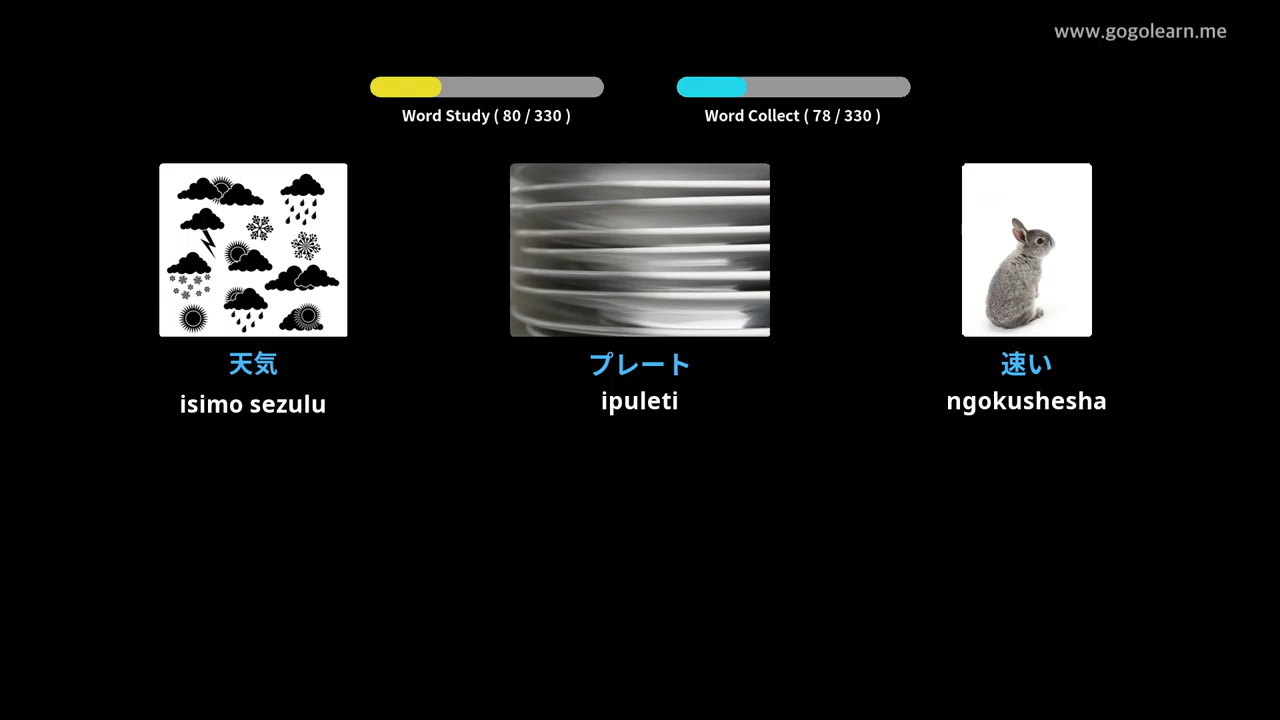 www.gogolearn.me
Word Study ( 80 / 330 )
Word Collect ( 78 / 330 )
天気
プレート
速い
isimo sezulu
ipuleti
ngokushesha